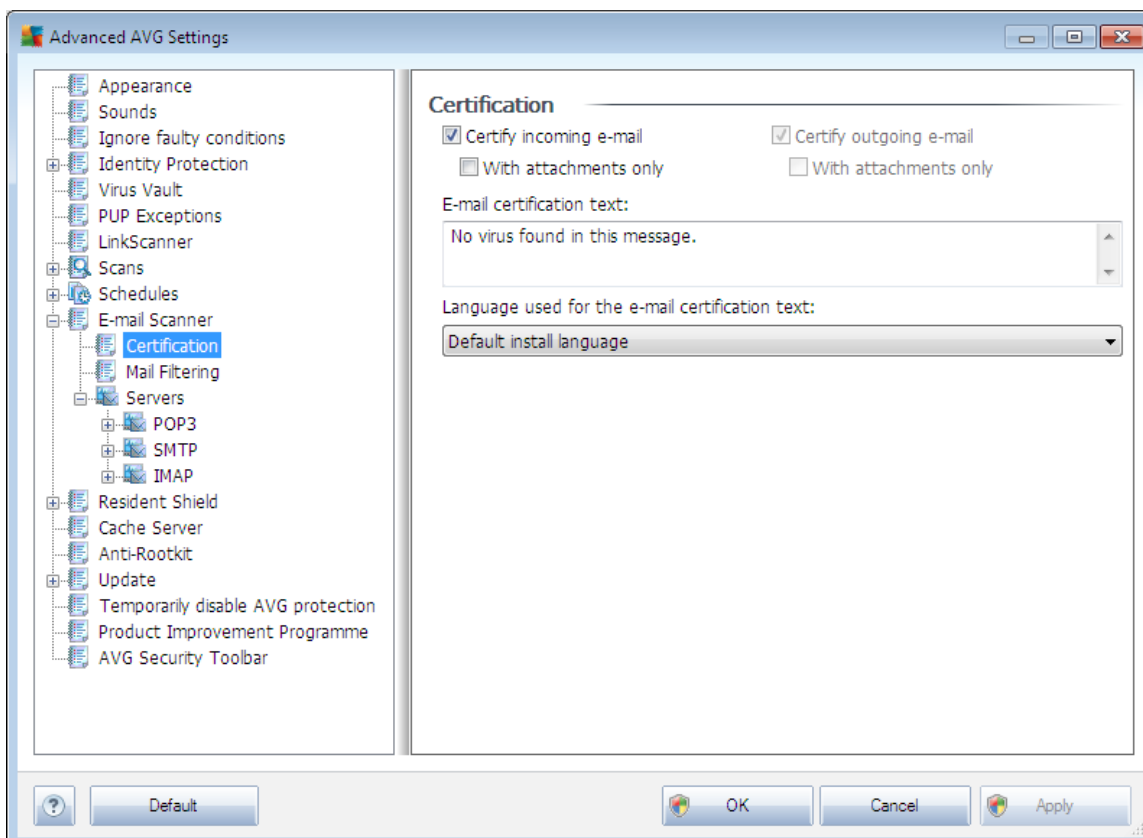 Advanced AVG Settings
Appearance
Sounds
Ignore faulty conditions
Identity Protection
Virus Vault
PUP Exceptions
LinkScanner
Scans
Schedules
E-mail Scanner
Certification
Mail Filtering
Servers
POP3
SMTP
IMAP
Resident Shield
Cache Server
Anti-Rootkit
Update
Temporarily disable AVG protection
Product Improvement Programme
AVG Security Toolbar
Certification
Certify incoming e-mail
Certify outgoing e-mail
With attachments only
With attachments only
E-mail certification text:
No virus found in this message.
Language used for the e-mail certification text:
Default install language
?
Default
OK
Cancel
Apply